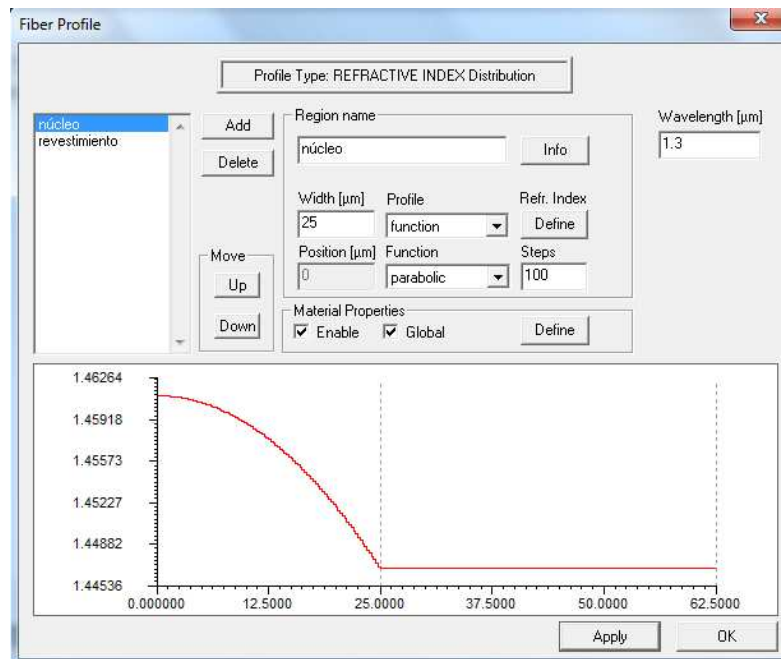 Fiber Profile
Profile Type: REFRACTIVE INDEX Distribution
núcleo
revestimiento
Add
Delete
Move
Up
Down
Region name
núcleo
Info
Width [µm] Profile Refr. Index
25 function Define
Position [µm] Function Steps
0 parabolic 100
Material Properties
Enable Global Define
Wavelength [µm]
1.3
1.46264
1.45918
1.45573
1.45227
1.44882
1.44536
0.000000 12.5000 25.0000 37.5000 50.0000 62.5000
Apply OK